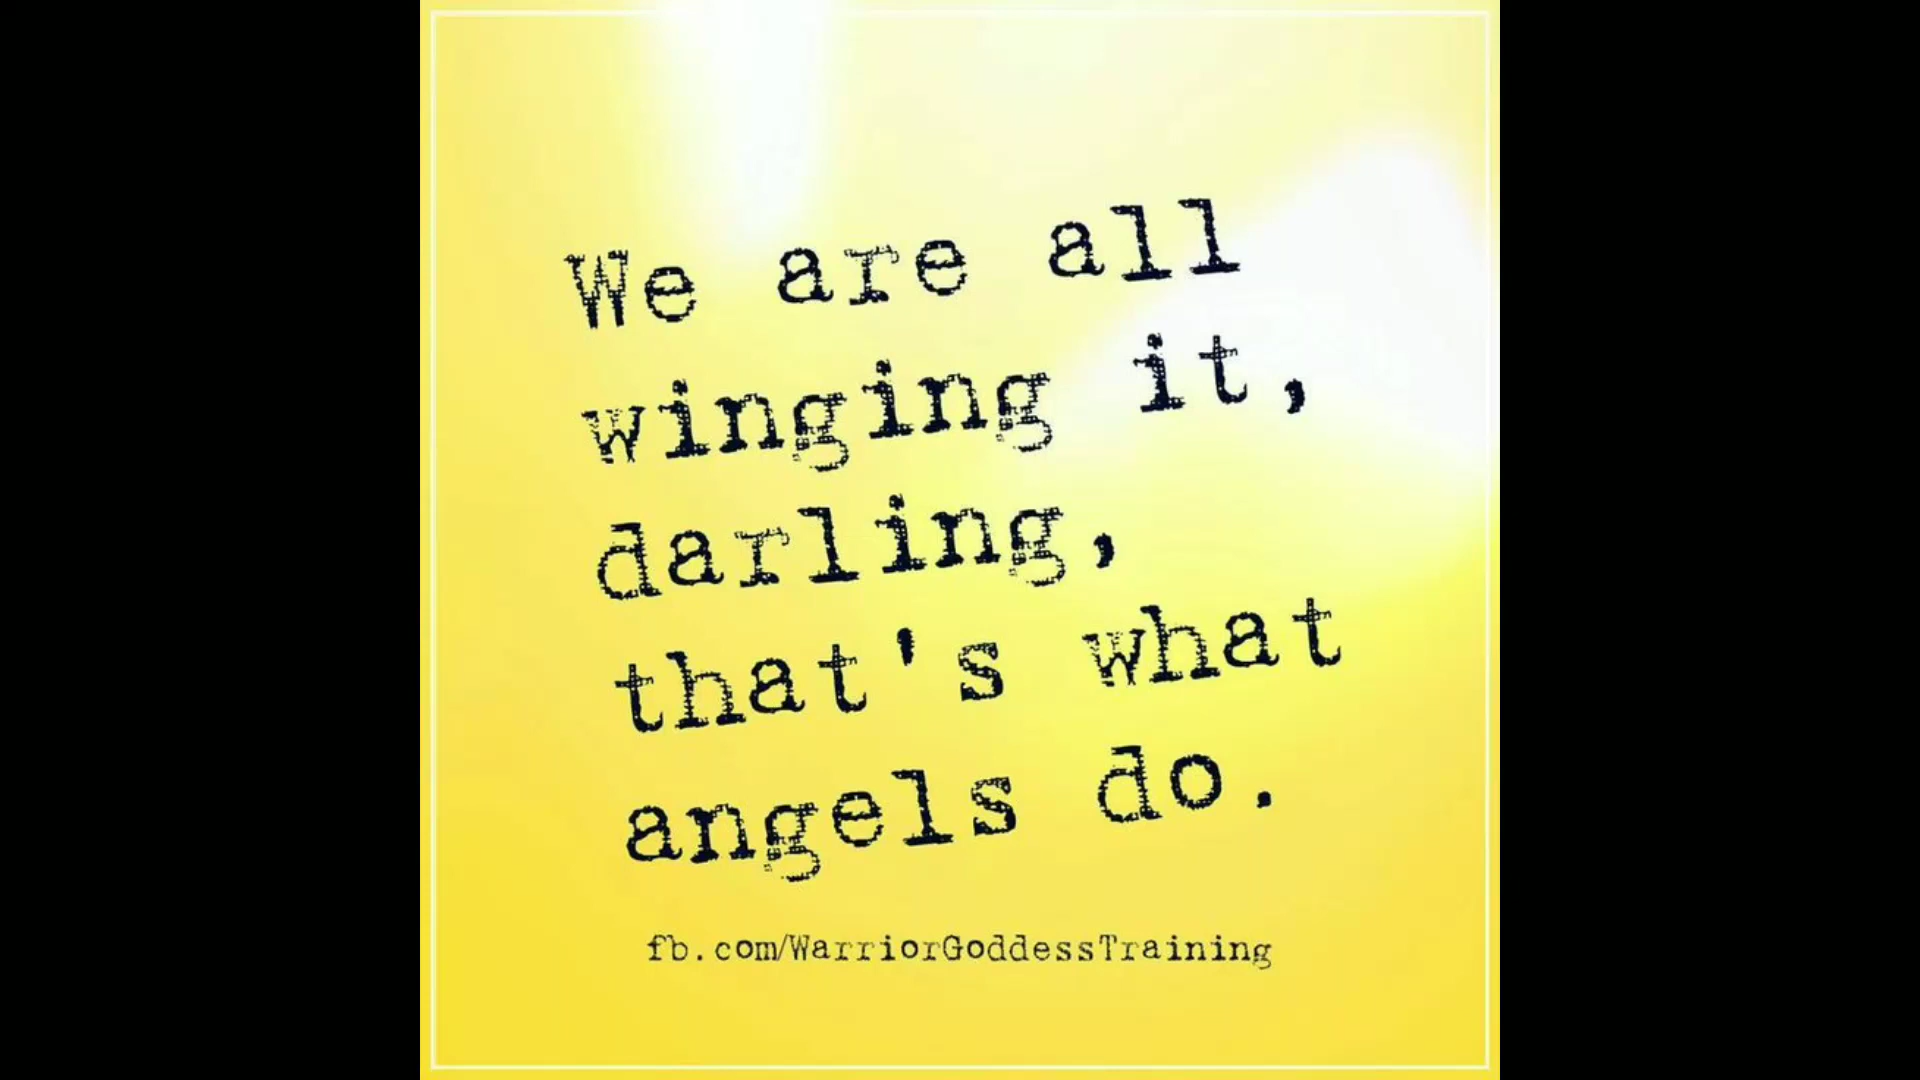 We are all
winging it,
darling,
that's what
angels do.
fb.com/WarriorGoddessTraining